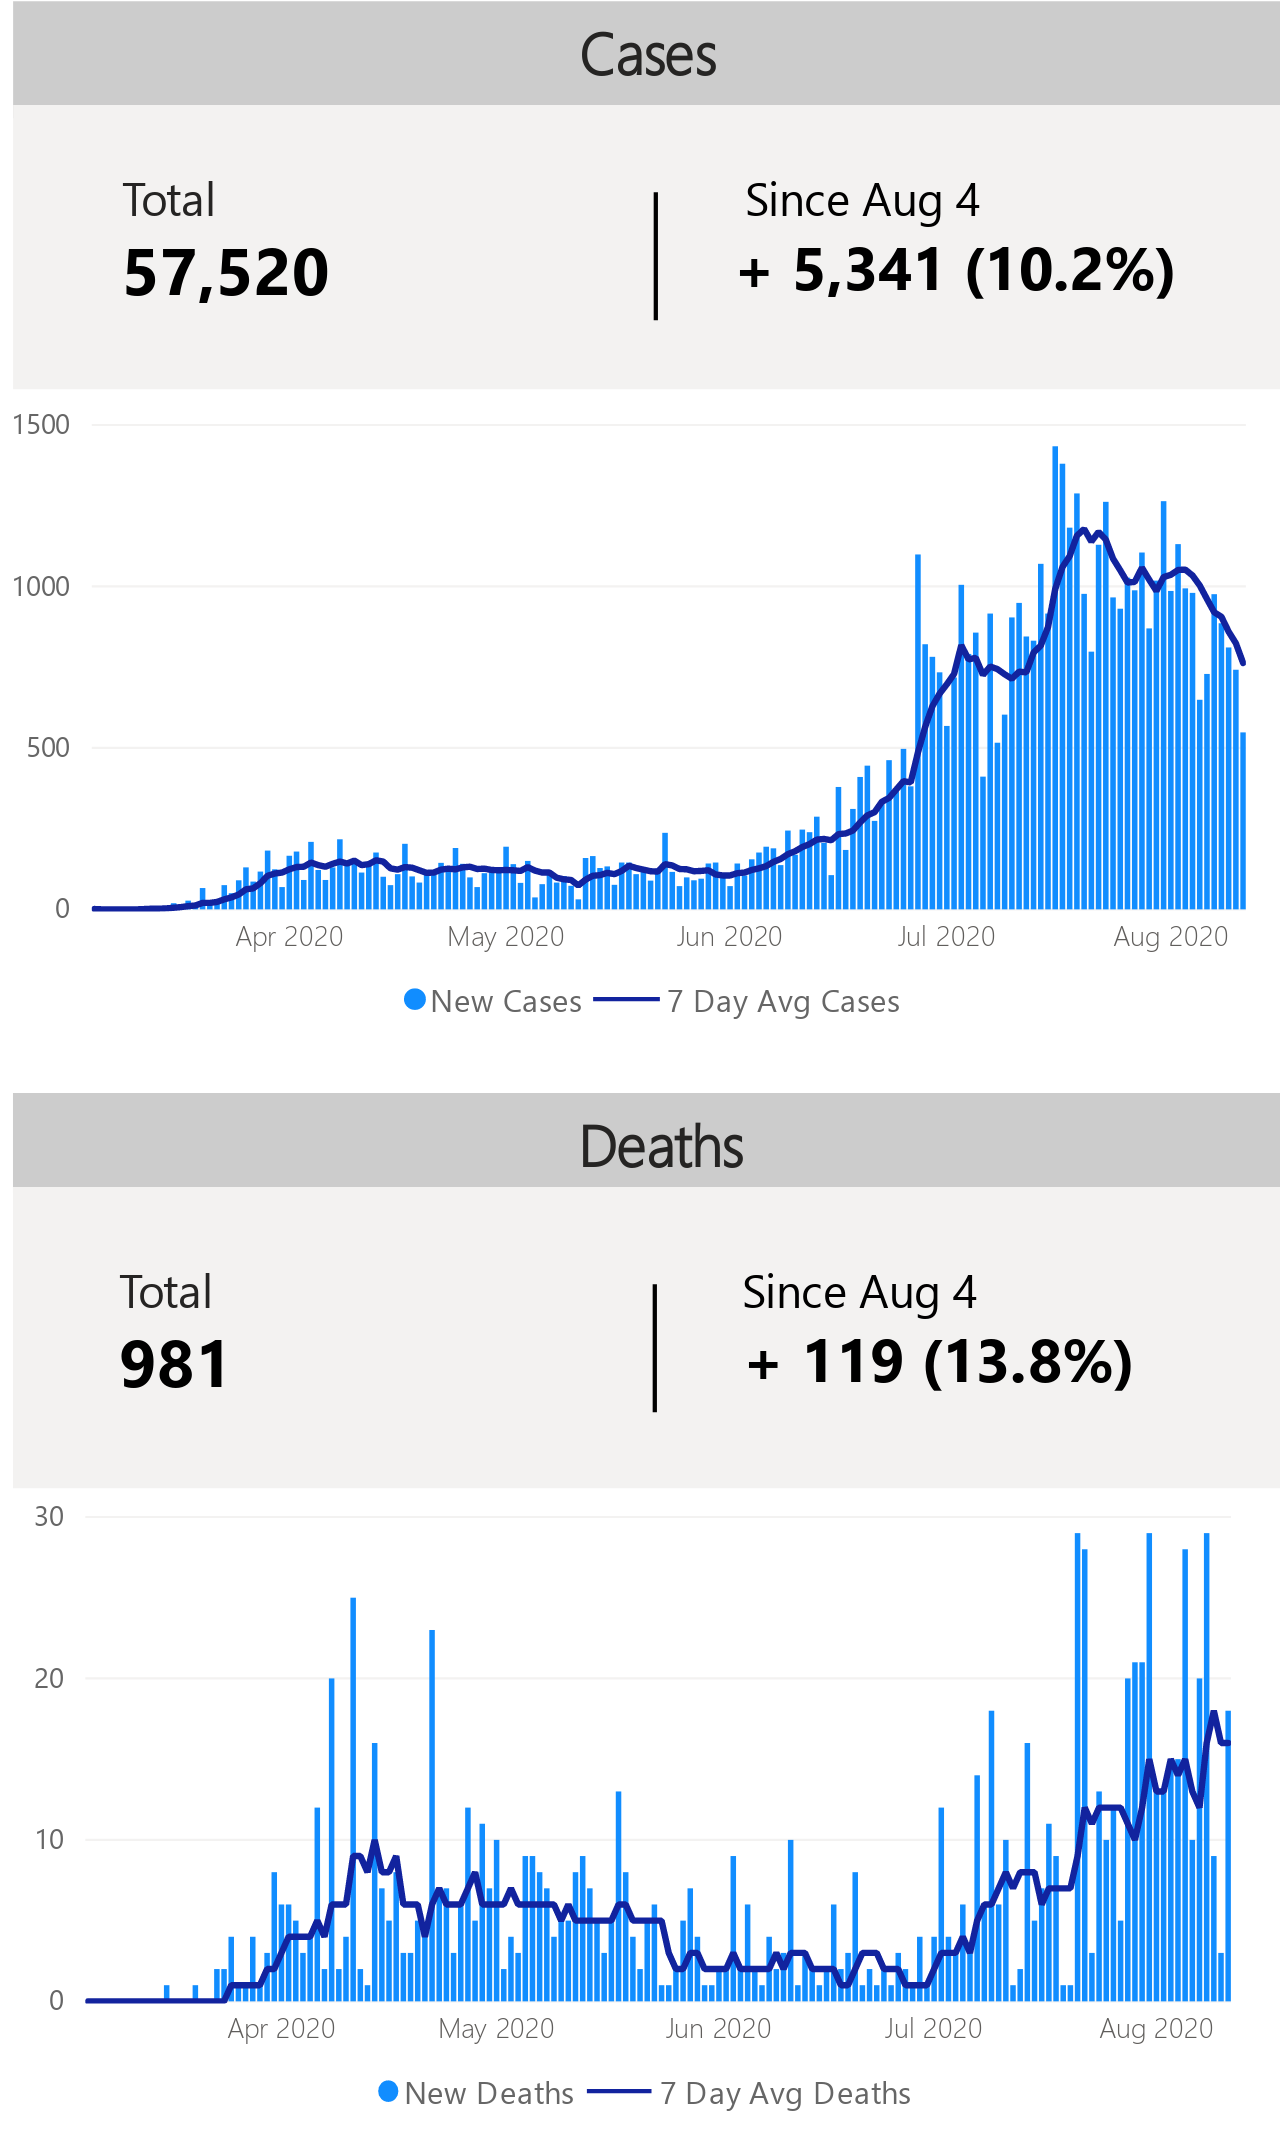 Cases
Total
Since Aug 4
57,520
+ 5,341 (10.2%)
1500
1000
500
0
Apr 2020
May 2020
Jun 2020
Jul 2020
Aug 2020
New Cases
7 Day Avg Cases
Deaths
Total
Since Aug 4
981
+ 119 (13.8%)
30
20
10
0
Apr 2020
May 2020
Jun 2020
Jul 2020
Aug 2020
New Deaths
7 Day Avg Deaths